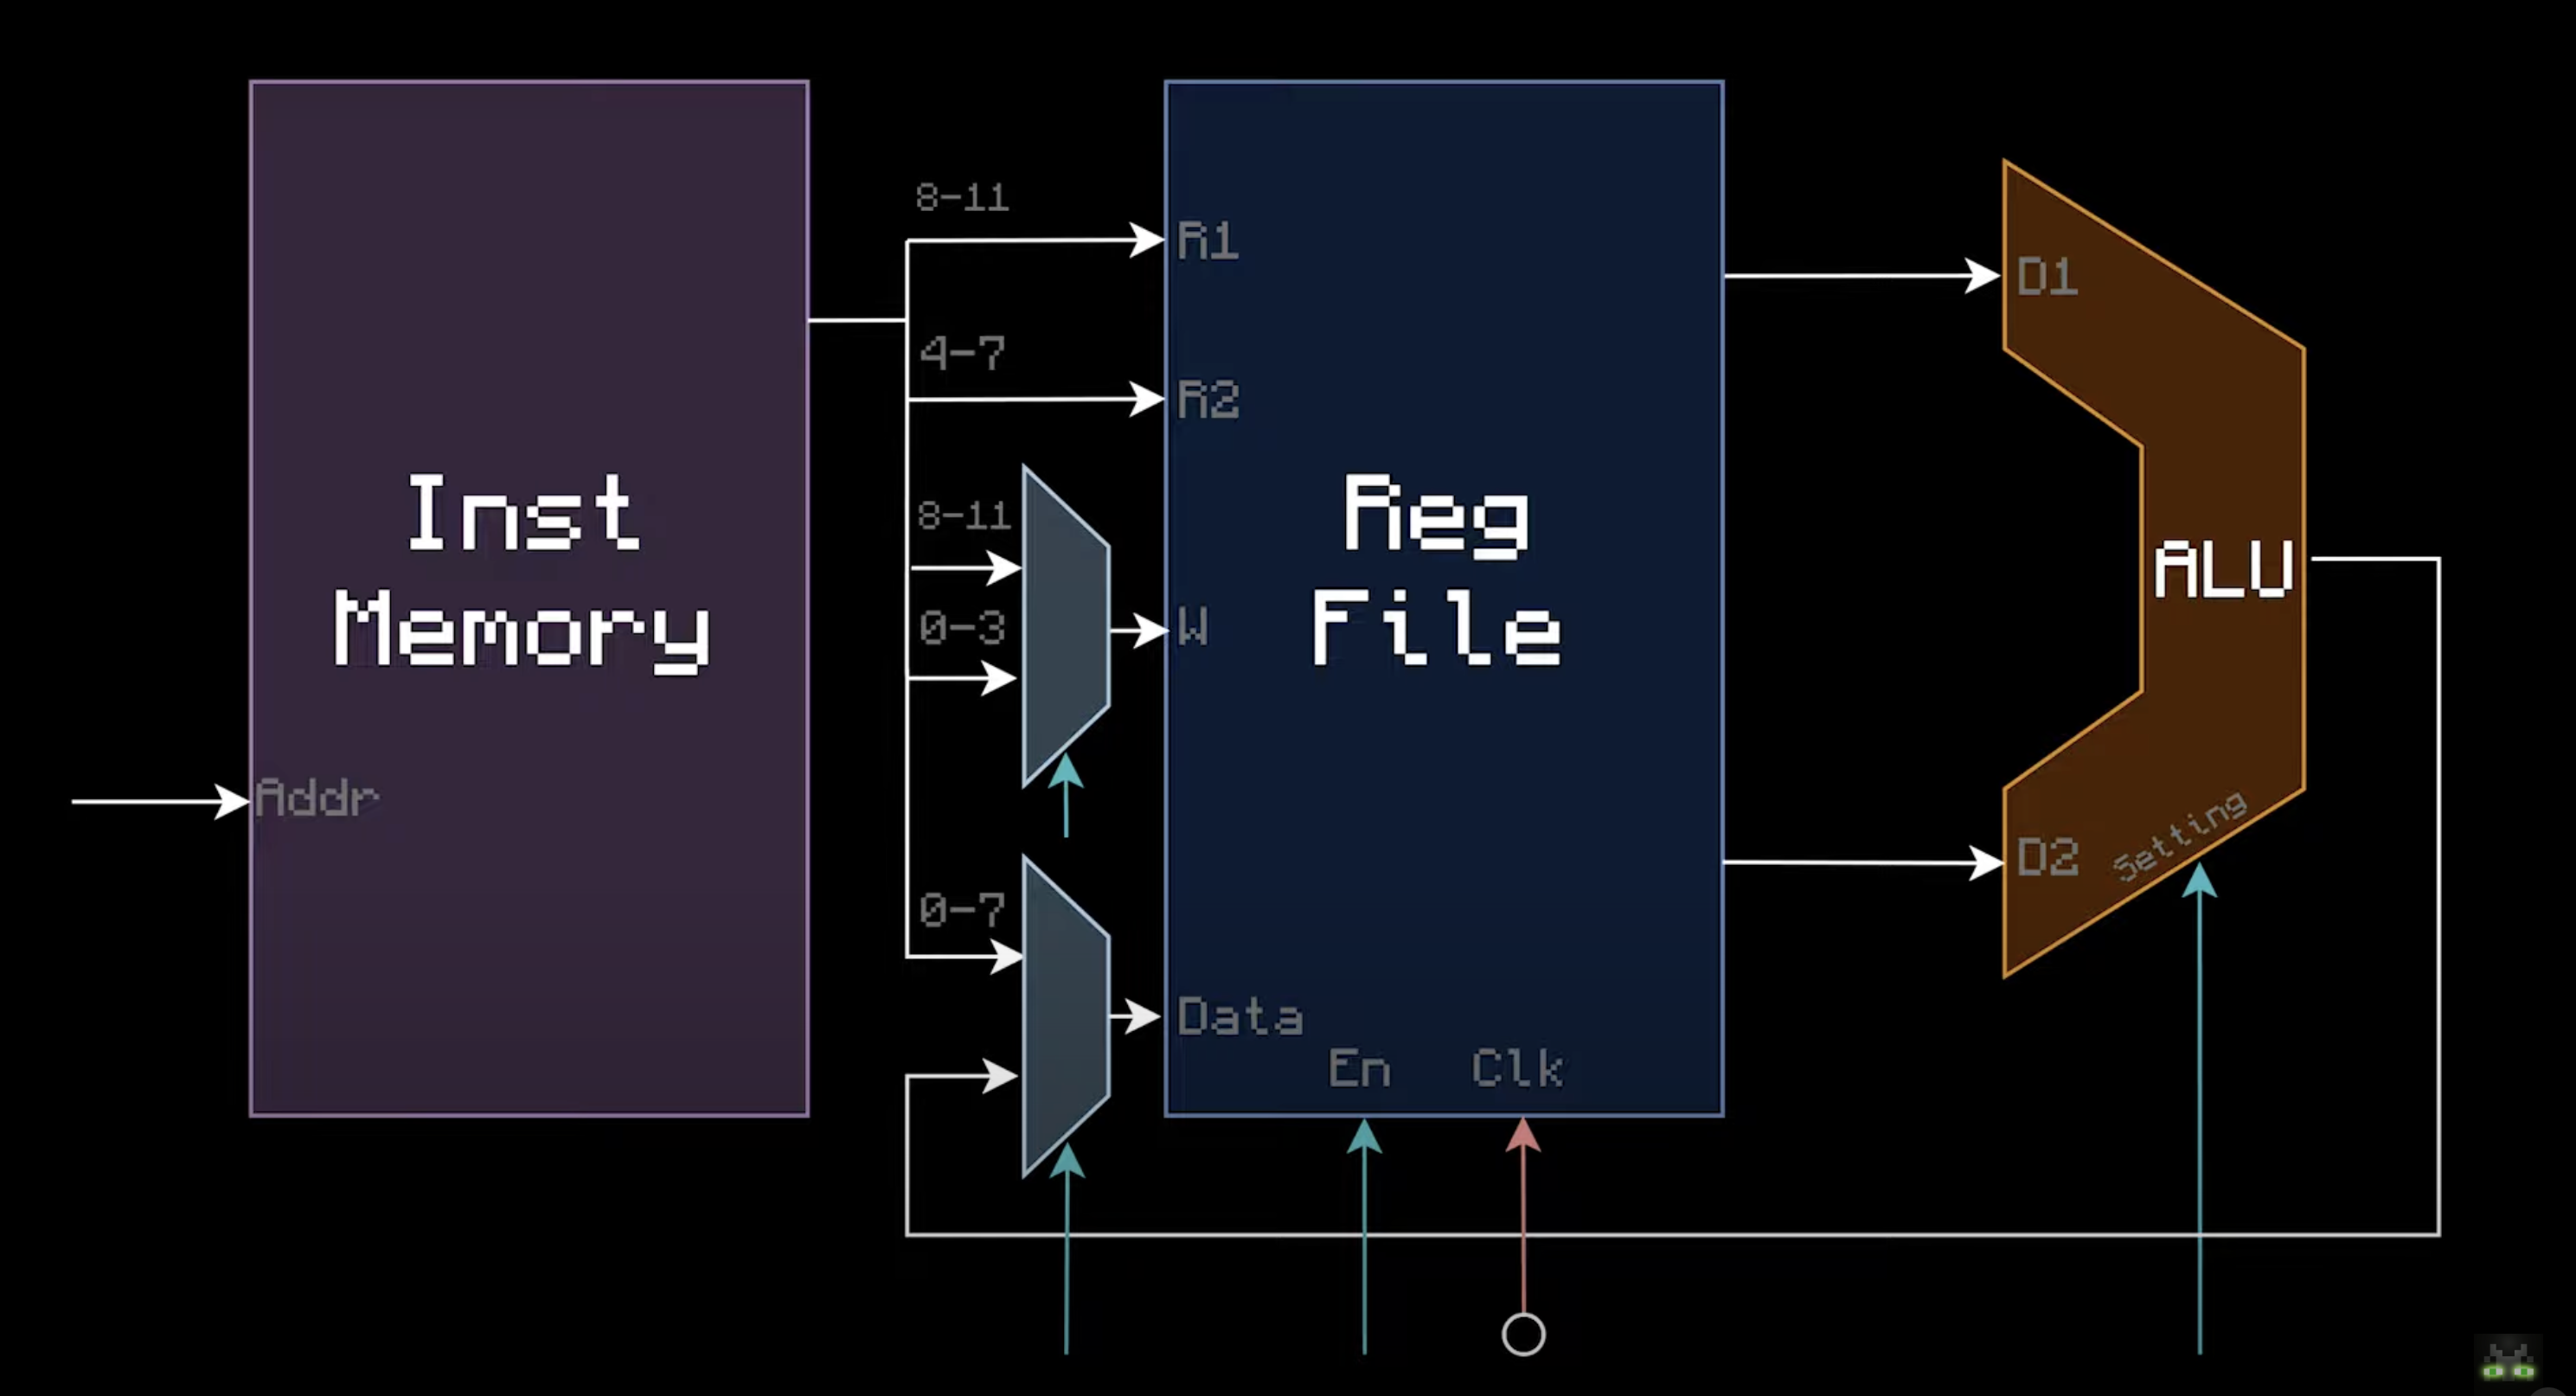 Inst
Memory
Addr
8-11
4-7
8-11
0-3
0-7
R1
R2
W
Reg
File
Data
En
Clk
D1
ALU
D2
Setting